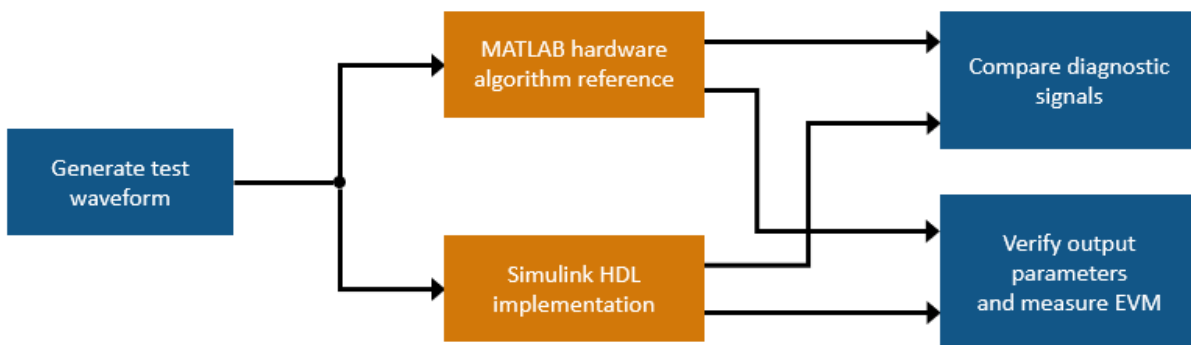 Generate test
waveform
MATLAB hardware
algorithm reference
Simulink HDL
implementation
Compare diagnostic
signals
Verify output
parameters
and measure EVM